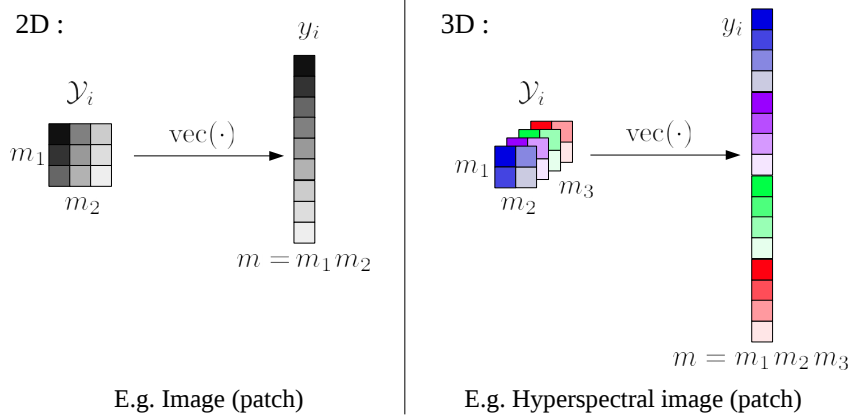 2D :
y_i
𝒴_i
m_1
vec(·)
m_2
m = m_1 m_2
E.g. Image (patch)
3D :
y_i
𝒴_i
vec(·)
m_1
m_3
m_2
m = m_1 m_2 m_3
E.g. Hyperspectral image (patch)